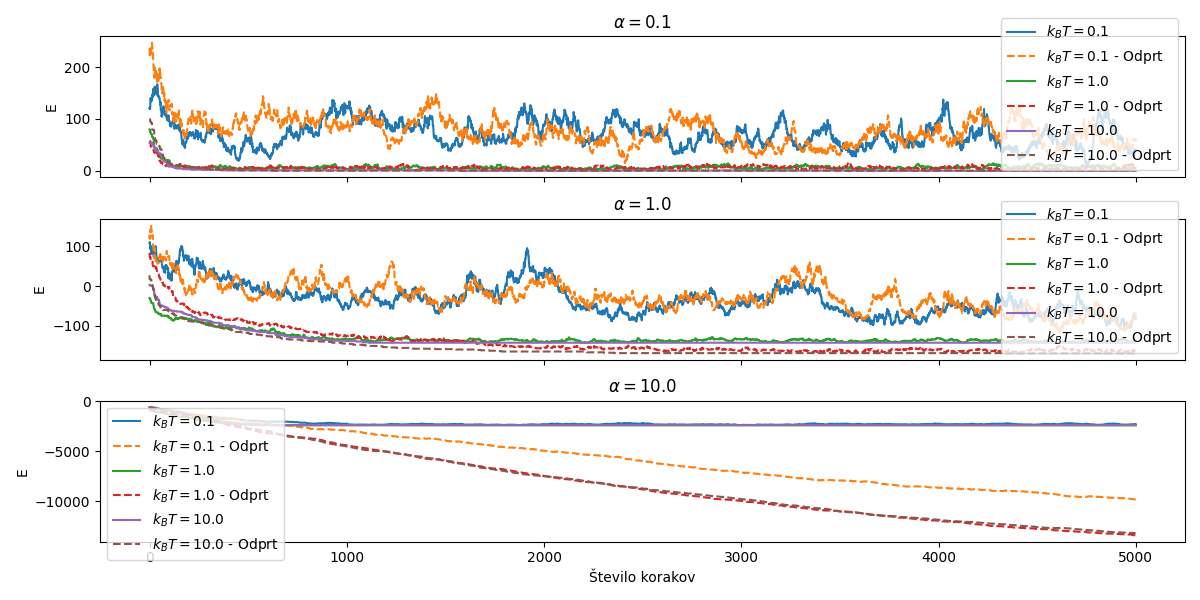 α = 0.1
E
200
100
0
k_BT = 0.1
k_BT = 0.1 - Odprt
k_BT = 1.0
k_BT = 1.0 - Odprt
k_BT = 10.0
k_BT = 10.0 - Odprt
α = 1.0
E
100
0
−100
k_BT = 0.1
k_BT = 0.1 - Odprt
k_BT = 1.0
k_BT = 1.0 - Odprt
k_BT = 10.0
k_BT = 10.0 - Odprt
α = 10.0
E
0
−5000
−10000
k_BT = 0.1
k_BT = 0.1 - Odprt
k_BT = 1.0
k_BT = 1.0 - Odprt
k_BT = 10.0
k_BT = 10.0 - Odprt
0 1000 2000 3000 4000 5000
Število korakov